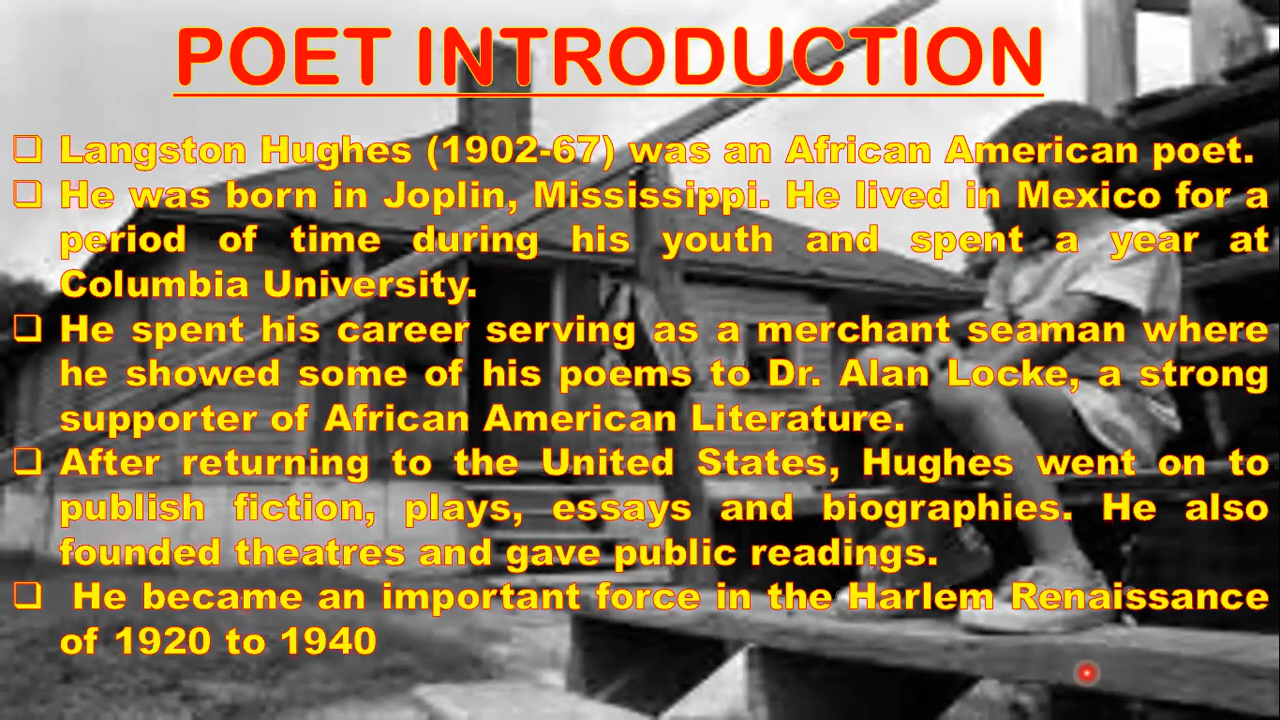 POET INTRODUCTION
❑ Langston Hughes (1902-67) was an African American poet.
❑ He was born in Joplin, Mississippi. He lived in Mexico for a
period of time during his youth and spent a year at
Columbia University.
❑ He spent his career serving as a merchant seaman where
he showed some of his poems to Dr. Alan Locke, a strong
supporter of African American Literature.
❑ After returning to the United States, Hughes went on to
publish fiction, plays, essays and biographies. He also
founded theatres and gave public readings.
❑ He became an important force in the Harlem Renaissance
of 1920 to 1940